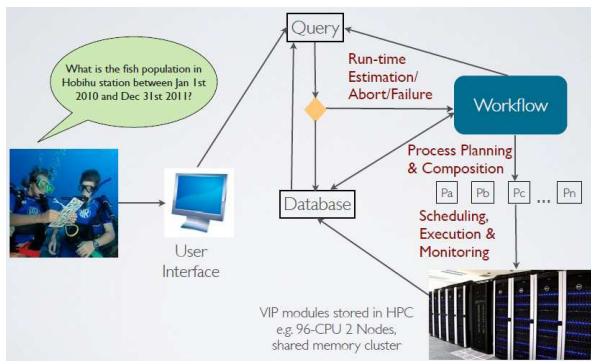 Query
What is the fish population in
Hobihu station between Jan 1st
2010 and Dec 31st 2011?
Run-time
Estimation/
Abort/Failure
Workflow
Process Planning
& Composition
Pa Pb Pc ... Pn
Database
Scheduling,
Execution &
Monitoring
User
Interface
VIP modules stored in HPC
e.g. 96-CPU 2 Nodes,
shared memory cluster